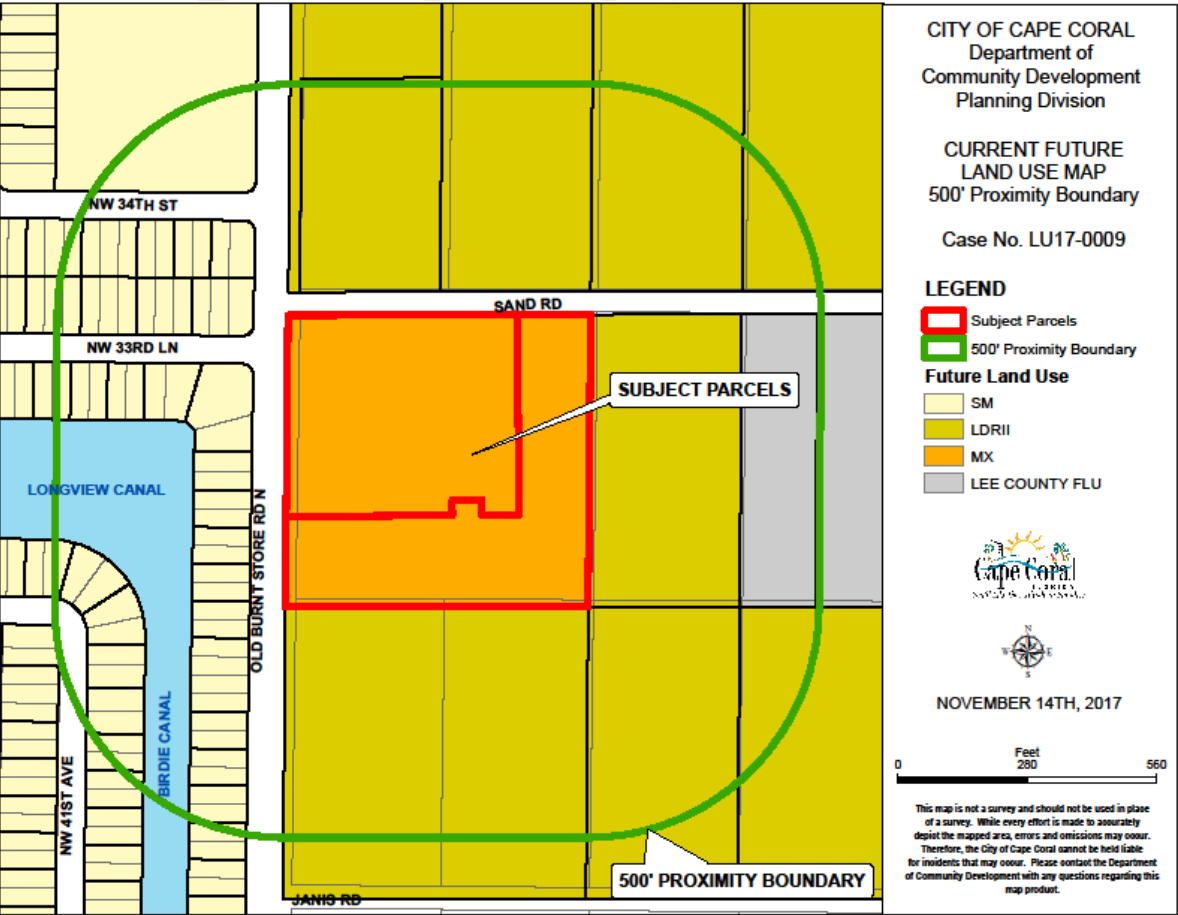 NW 34TH ST
SAND RD
NW 33RD LN
SUBJECT PARCELS
LONGVIEW CANAL
OLD BURNT STORE RD N
BIRDIE CANAL
NW 41ST AVE
500' PROXIMITY BOUNDARY
JANIS RD
CITY OF CAPE CORAL
Department of
Community Development
Planning Division
CURRENT FUTURE
LAND USE MAP
500' Proximity Boundary
Case No. LU17-0009
LEGEND
Subject Parcels
500' Proximity Boundary
Future Land Use
SM
LDRII
MX
LEE COUNTY FLU
Cape Coral
N
W E
S
NOVEMBER 14TH, 2017
Feet
0 280 560
This map is not a survey and should not be used in place
of a survey. While every effort is made to accurately
depict the mapped area, errors and omissions may occur.
Therefore, the City of Cape Coral cannot be held liable
for incidents that may occur. Please contact the Department
of Community Development with any questions regarding this
map product.